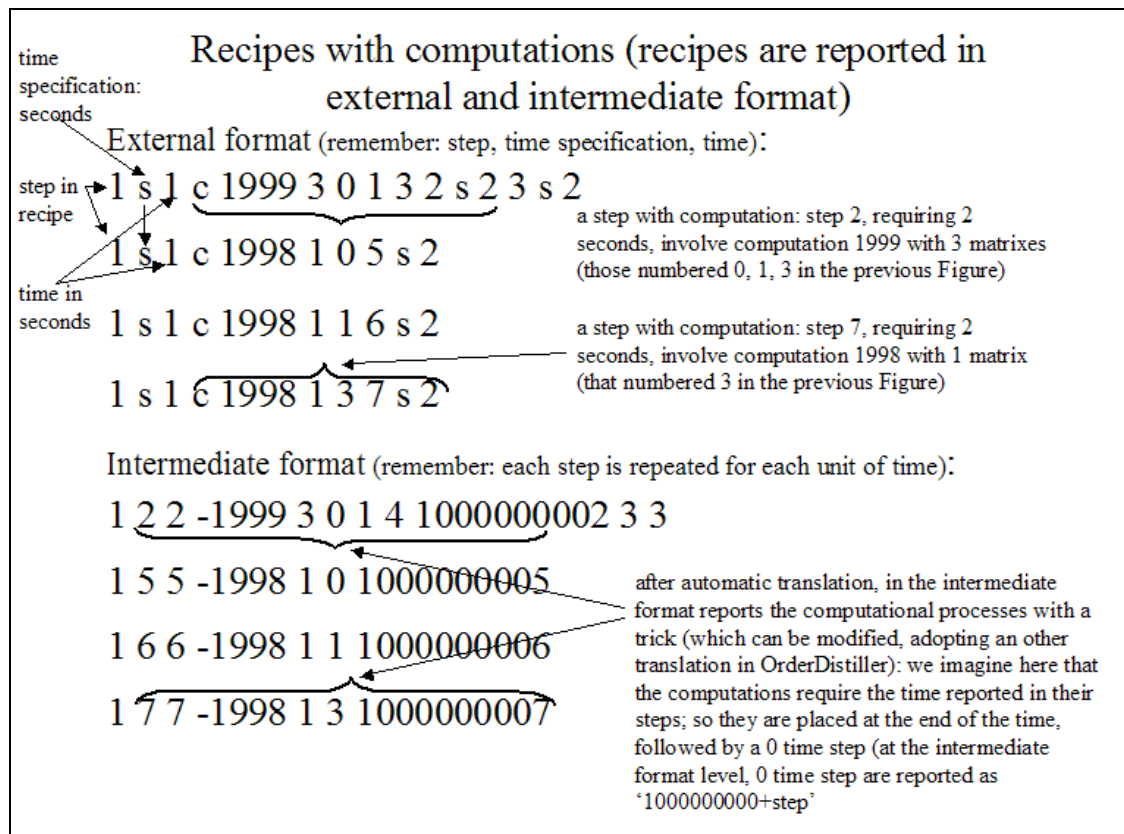 Recipes with computations (recipes are reported in
external and intermediate format)
time
specification:
seconds
External format (remember: step, time specification, time):
step in
recipe
1 s 1 c 1999 3 0 1 3 2 s 2 3 s 2
a step with computation: step 2, requiring 2
seconds, involve computation 1999 with 3 matrixes
(those numbered 0, 1, 3 in the previous Figure)
1 s 1 c 1998 1 0 5 s 2
time in
seconds
1 s 1 c 1998 1 1 6 s 2
a step with computation: step 7, requiring 2
seconds, involve computation 1998 with 1 matrix
(that numbered 3 in the previous Figure)
1 s 1 c 1998 1 3 7 s 2
Intermediate format (remember: each step is repeated for each unit of time):
1 2 2 -1999 3 0 1 4 1000000002 3 3
1 5 5 -1998 1 0 1000000005
1 6 6 -1998 1 1 1000000006
1 7 7 -1998 1 3 1000000007
after automatic translation, in the intermediate
format reports the computational processes with a
trick (which can be modified, adopting an other
translation in OrderDistiller): we imagine here that
the computations require the time reported in their
steps; so they are placed at the end of the time,
followed by a 0 time step (at the intermediate
format level, 0 time step are reported as
‘1000000000+step’